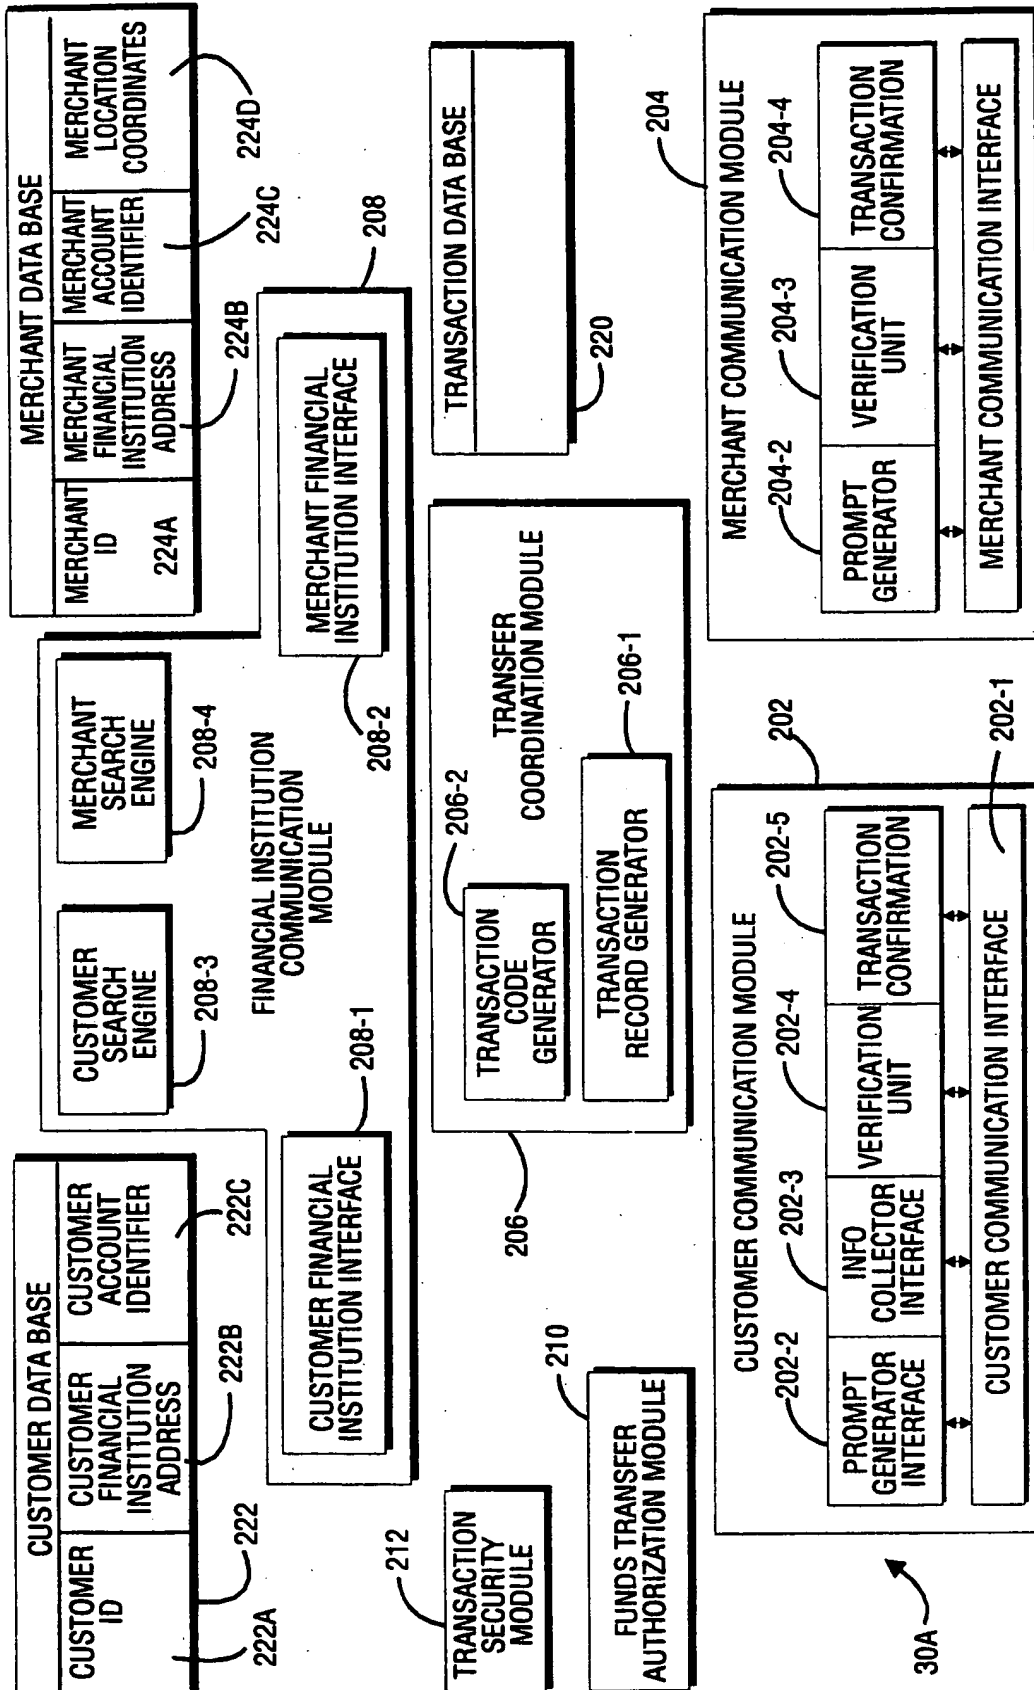 CUSTOMER DATA BASE
CUSTOMER
ID
222A
CUSTOMER
FINANCIAL
INSTITUTION
ADDRESS
222B
CUSTOMER
ACCOUNT
IDENTIFIER
222C
222
CUSTOMER
SEARCH
ENGINE
208-3
MERCHANT
SEARCH
ENGINE
208-4
MERCHANT DATA BASE
MERCHANT
ID
224A
MERCHANT
FINANCIAL
INSTITUTION
ADDRESS
224B
MERCHANT
ACCOUNT
IDENTIFIER
224C
MERCHANT
LOCATION
COORDINATES
224D
FINANCIAL INSTITUTION
COMMUNICATION
MODULE
208-1
CUSTOMER FINANCIAL
INSTITUTION INTERFACE
MERCHANT FINANCIAL
INSTITUTION INTERFACE
208-2
208
212
TRANSACTION
SECURITY
MODULE
210
FUNDS TRANSFER
AUTHORIZATION MODULE
206-2
TRANSACTION
CODE
GENERATOR
TRANSFER
COORDINATION MODULE
206-1
TRANSACTION
RECORD GENERATOR
206
TRANSACTION DATA BASE
220
CUSTOMER COMMUNICATION MODULE
202
202-2
202-3
202-4
202-5
PROMPT
GENERATOR
INTERFACE
INFO
COLLECTOR
INTERFACE
VERIFICATION
UNIT
TRANSACTION
CONFIRMATION
CUSTOMER COMMUNICATION INTERFACE
202-1
MERCHANT COMMUNICATION MODULE
204
204-2
204-3
204-4
PROMPT
GENERATOR
VERIFICATION
UNIT
TRANSACTION
CONFIRMATION
MERCHANT COMMUNICATION INTERFACE
30A